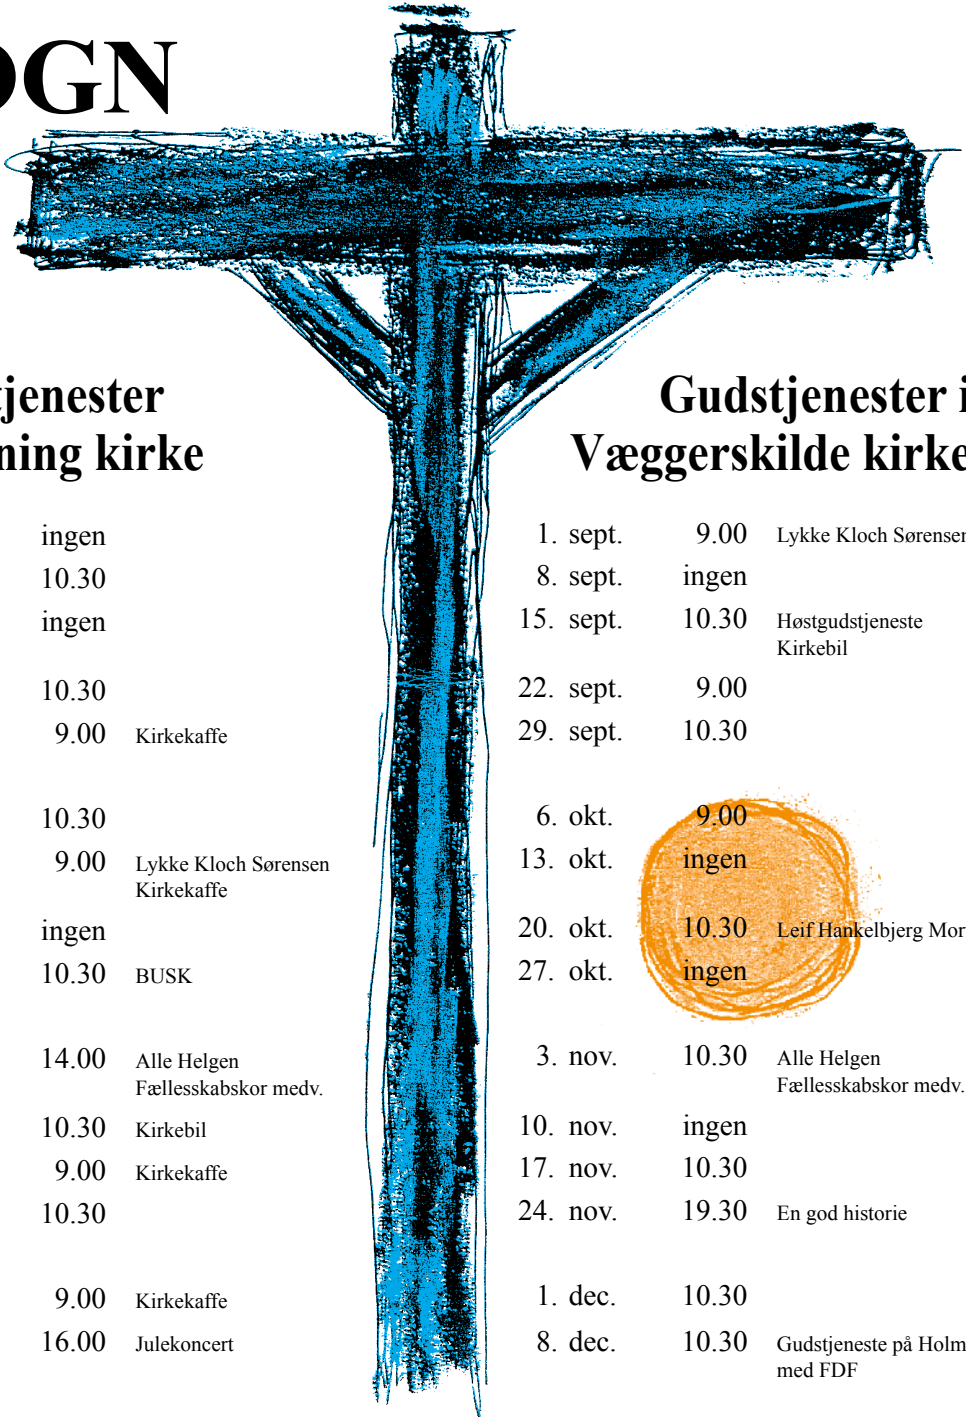 OGN
tjenester
ning kirke
ingen
10.30
ingen
10.30
9.00 Kirkekaffe
10.30
9.00 Lykke Kloch Sørensen
Kirkekaffe
ingen
10.30 BUSK
14.00 Alle Helgen
Fællesskabskor medv.
10.30 Kirkebil
9.00 Kirkekaffe
10.30
9.00 Kirkekaffe
16.00 Julekoncert
Gudstjenester i
Væggerskilde kirke
1. sept. 9.00 Lykke Kloch Sørensen
8. sept. ingen
15. sept. 10.30 Høstgudstjeneste
Kirkebil
22. sept. 9.00
29. sept. 10.30
6. okt. 9.00
13. okt. ingen
20. okt. 10.30 Leif Hankelbjerg Mor
27. okt. ingen
3. nov. 10.30 Alle Helgen
Fællesskabskor medv.
10. nov. ingen
17. nov. 10.30
24. nov. 19.30 En god historie
1. dec. 10.30
8. dec. 10.30 Gudstjeneste på Holm
med FDF